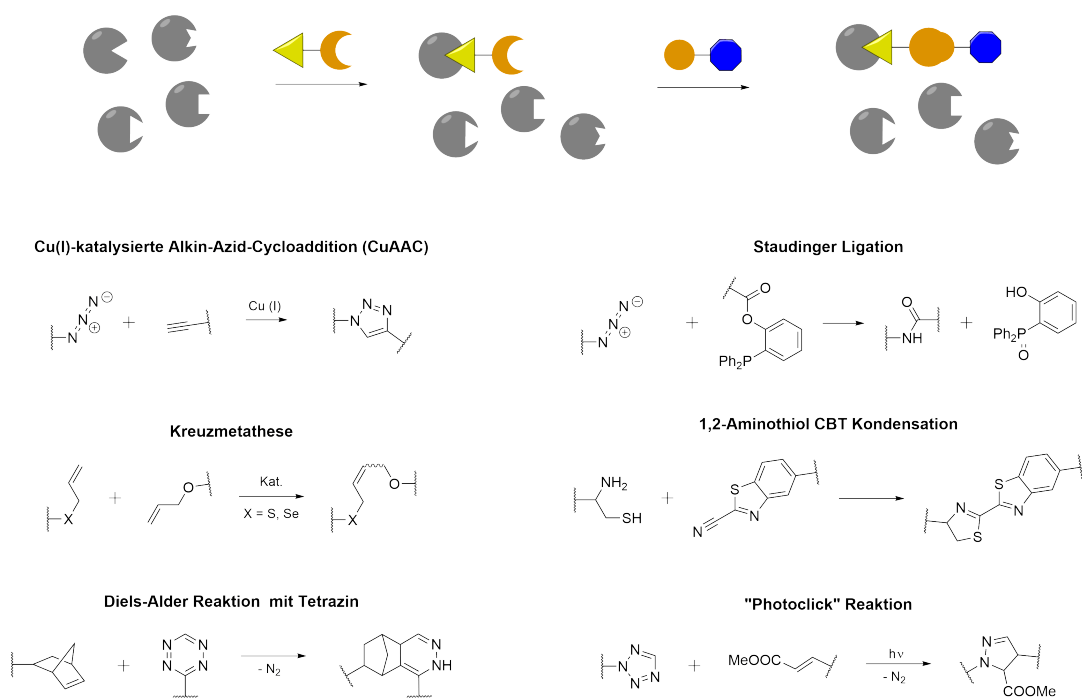 Cu(I)-katalysierte Alkin-Azid-Cycloaddition (CuAAC)
Staudinger Ligation
N
N
N
+
Cu (I)
N
N
N
N
N
N
+
O
O
Ph2P
O
NH
+
HO
Ph2P
O
Kreuzmetathese
1,2-Aminothiol CBT Kondensation
X
+
O
Kat.
X = S, Se
O
X
NH2
SH
+
S
N
N
S
N
N
S
Diels-Alder Reaktion mit Tetrazin
"Photoclick" Reaktion
+
N
N
N
N
- N2
N
NH
N
N
N
N
+
MeOOC
hν
- N2
N
N
COOMe